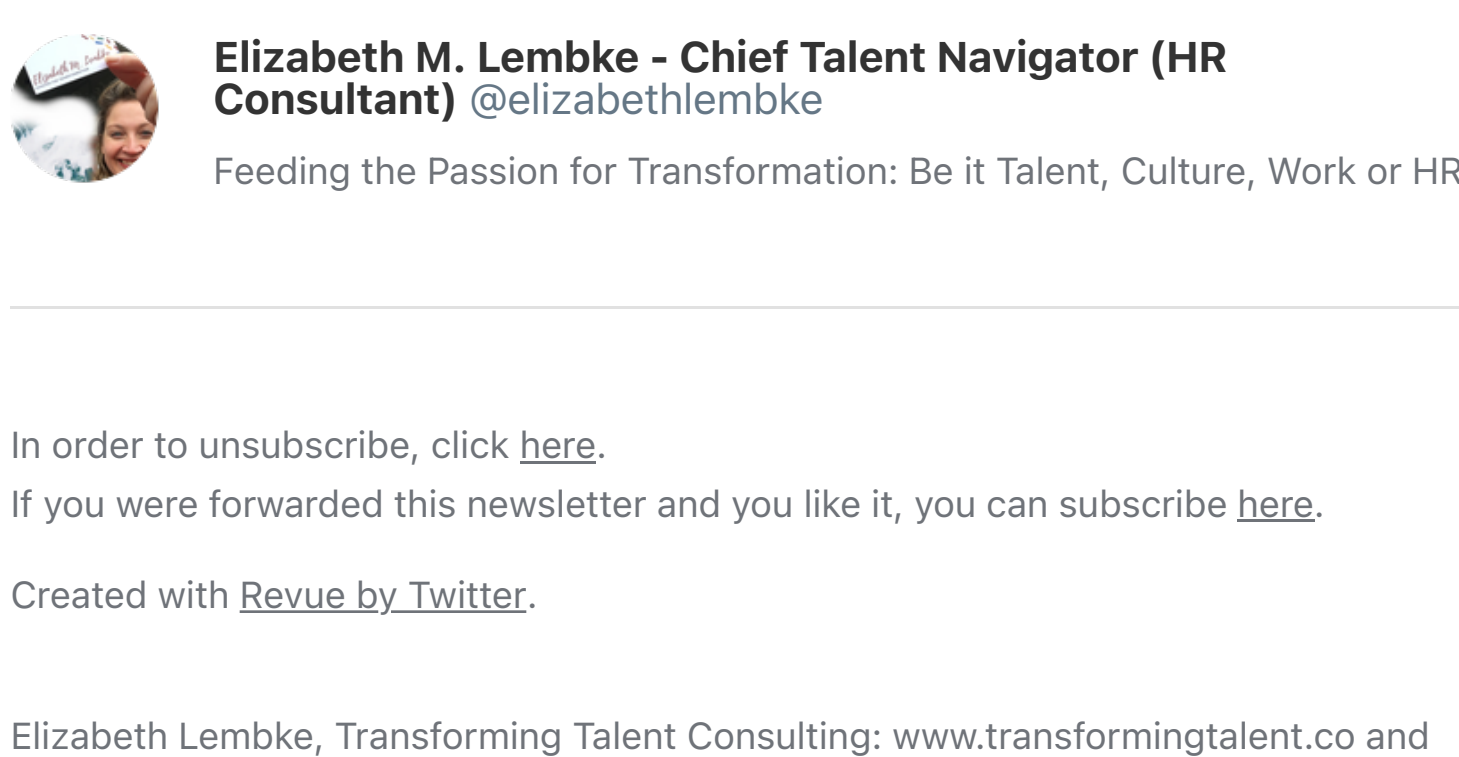 Elizabeth M. Lembke
Elizabeth M. Lembke - Chief Talent Navigator (HR
Consultant) @elizabethlembke
Feeding the Passion for Transformation: Be it Talent, Culture, Work or HR
In order to unsubscribe, click here.
If you were forwarded this newsletter and you like it, you can subscribe here.
Created with Revue by Twitter.
Elizabeth Lembke, Transforming Talent Consulting: www.transformingtalent.co and